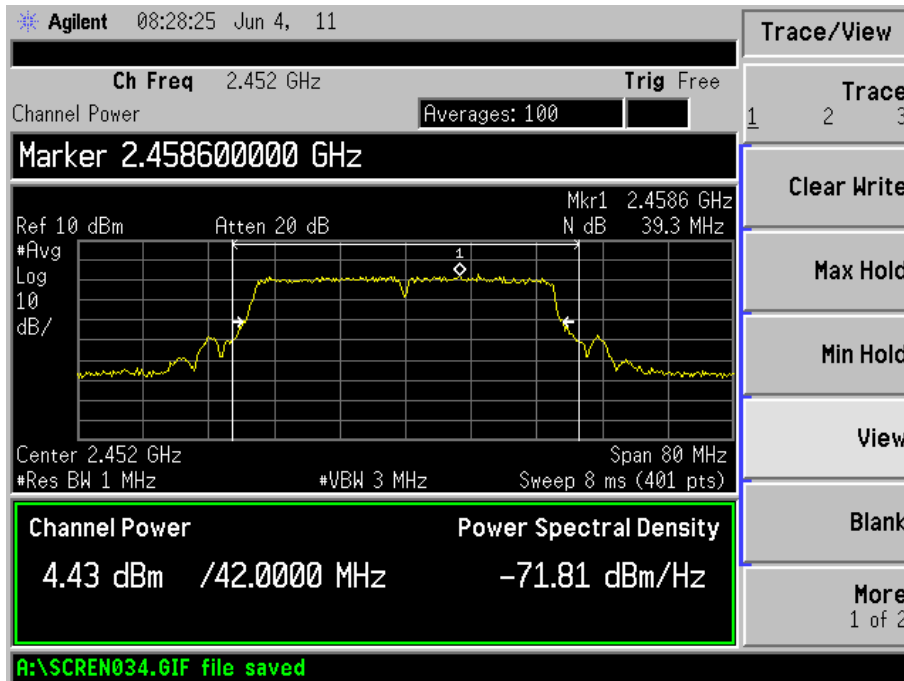 Agilent 08:28:25 Jun 4, 11
Ch Freq 2.452 GHz Trig Free
Channel Power Averages: 100
Marker 2.458600000 GHz
Mkr1 2.4586 GHz
Ref 10 dBm Atten 20 dB N dB 39.3 MHz
#Avg
Log
10
dB/
1
Center 2.452 GHz Span 80 MHz
#Res BW 1 MHz #VBW 3 MHz Sweep 8 ms (401 pts)
Channel Power Power Spectral Density
4.43 dBm /42.0000 MHz -71.81 dBm/Hz
A:\SCREN034.GIF file saved
Trace/View
Trace
1 2 3
Clear Write
Max Hold
Min Hold
View
Blank
More
1 of 2